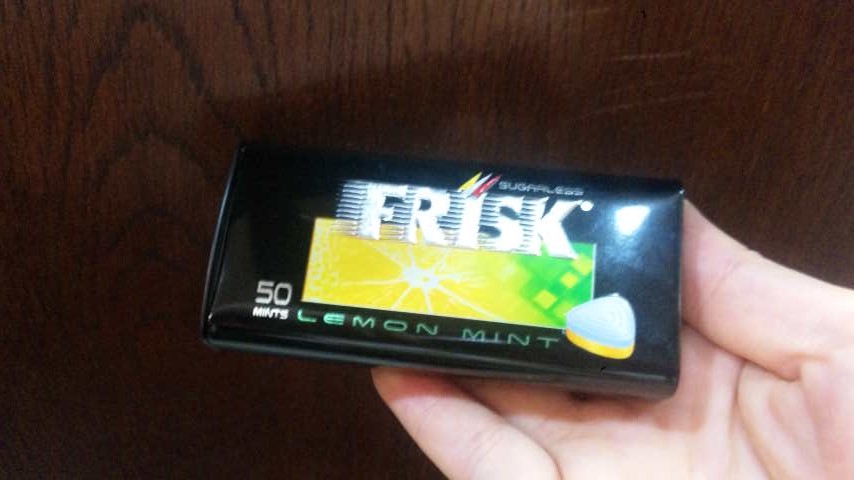 SUGARLESS
FRISK
50
MINTS
LEMON MINT